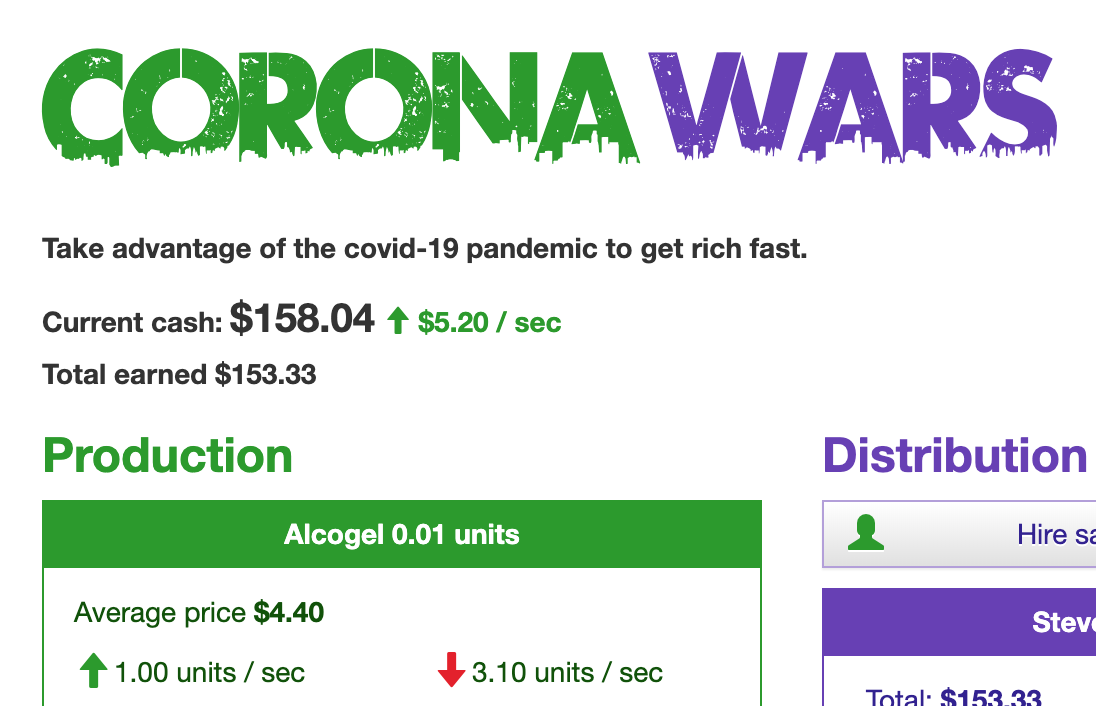 CORONA WARS
Take advantage of the covid-19 pandemic to get rich fast.
Current cash: $158.04 $5.20 / sec
Total earned $153.33
Production
Alcogel 0.01 units
Average price $4.40
1.00 units / sec 3.10 units / sec
Distribution
Hire
Total: $153.33